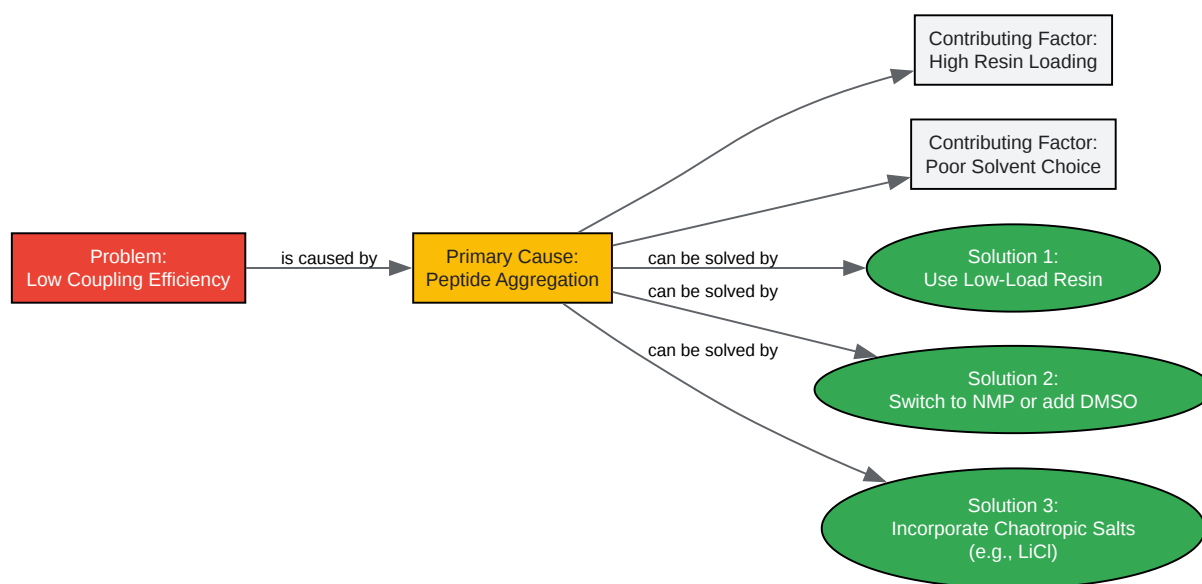 Contributing Factor:
High Resin Loading
Contributing Factor:
Poor Solvent Choice
Problem:
Low Coupling Efficiency
is caused by
Primary Cause:
Peptide Aggregation
can be solved by
Solution 1:
Use Low-Load Resin
can be solved by
Solution 2:
Switch to NMP or add DMSO
can be solved by
Solution 3:
Incorporate Chaotropic Salts
(e.g., LiCl)